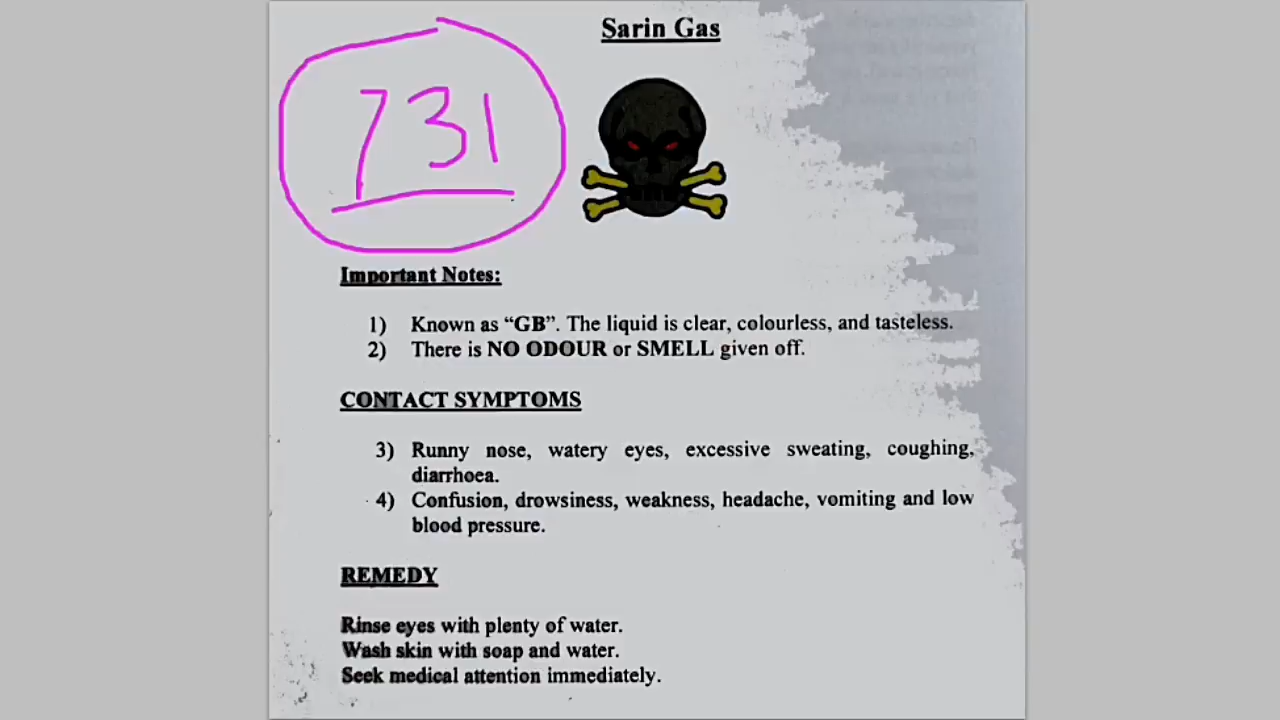 Sarin Gas
731
Important Notes:
1) Known as “GB”. The liquid is clear, colourless, and tasteless.
2) There is NO ODOUR or SMELL given off.
CONTACT SYMPTOMS
3) Runny nose, watery eyes, excessive sweating, coughing,
diarrhoea.
4) Confusion, drowsiness, weakness, headache, vomiting and low
blood pressure.
REMEDY
Rinse eyes with plenty of water.
Wash skin with soap and water.
Seek medical attention immediately.